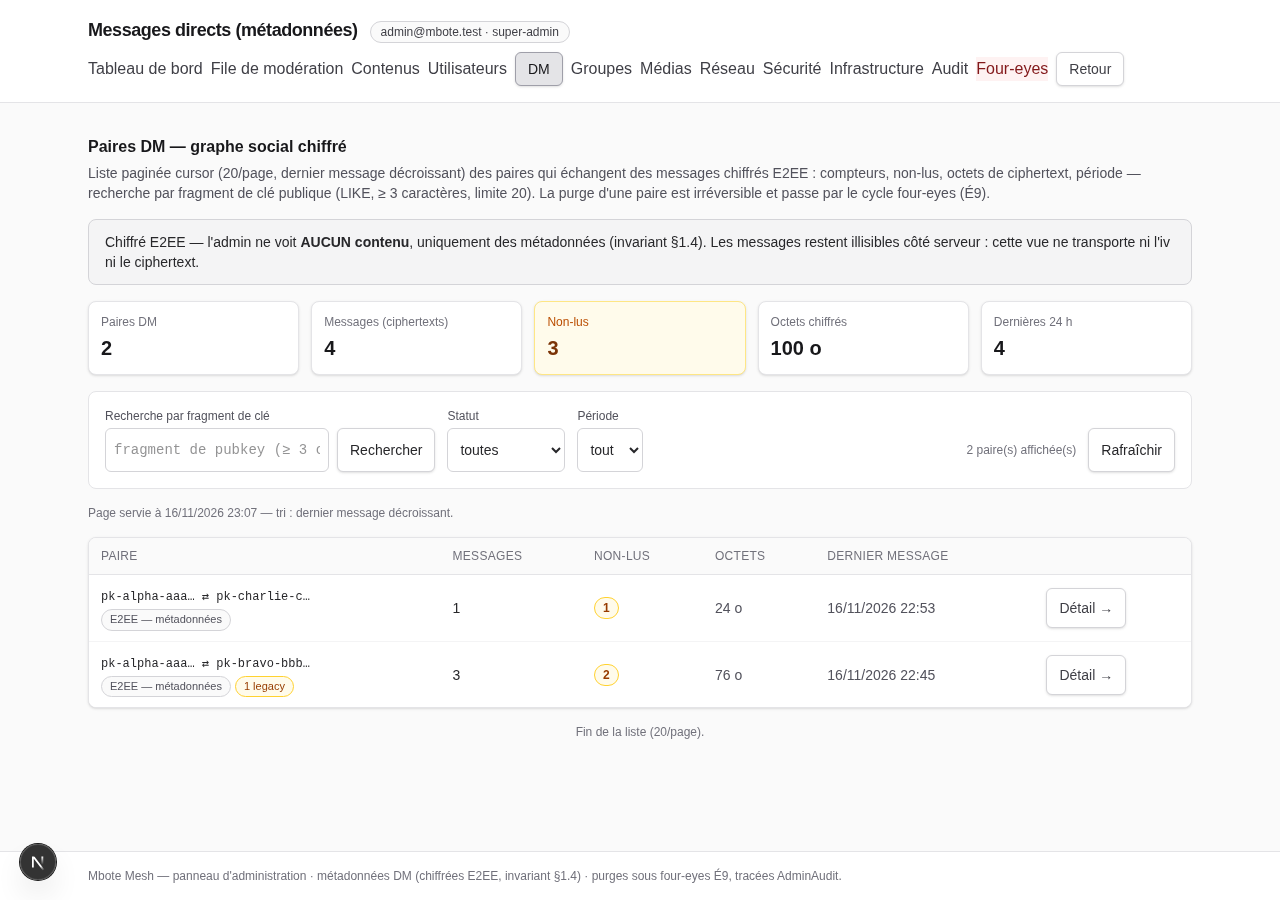 Messages directs (métadonnées) admin@mbote.test · super-admin
Tableau de bord File de modération Contenus Utilisateurs DM Groupes Médias Réseau Sécurité Infrastructure Audit Four-eyes Retour
Paires DM — graphe social chiffré
Liste paginée cursor (20/page, dernier message décroissant) des paires qui échangent des messages chiffrés E2EE : compteurs, non-lus, octets de ciphertext, période —
recherche par fragment de clé publique (LIKE, ≥ 3 caractères, limite 20). La purge d'une paire est irréversible et passe par le cycle four-eyes (É9).
Chiffré E2EE — l'admin ne voit AUCUN contenu, uniquement des métadonnées (invariant §1.4). Les messages restent illisibles côté serveur : cette vue ne transporte ni l'iv
ni le ciphertext.
Paires DM Messages (ciphertexts) Non-lus Octets chiffrés Dernières 24 h
2 4 3 100 o 4
Recherche par fragment de clé Statut Période
fragment de pubkey (≥ 3 c Rechercher toutes tout 2 paire(s) affichée(s) Rafraîchir
Page servie à 16/11/2026 23:07 — tri : dernier message décroissant.
PAIRE MESSAGES NON-LUS OCTETS DERNIER MESSAGE
pk-alpha-aaa… ⇄ pk-charlie-c…
E2EE — métadonnées 1 1 24 o 16/11/2026 22:53 Détail →
pk-alpha-aaa… ⇄ pk-bravo-bbb…
E2EE — métadonnées 1 legacy 3 2 76 o 16/11/2026 22:45 Détail →
Fin de la liste (20/page).
Mbote Mesh — panneau d'administration · métadonnées DM (chiffrées E2EE, invariant §1.4) · purges sous four-eyes É9, tracées AdminAudit.